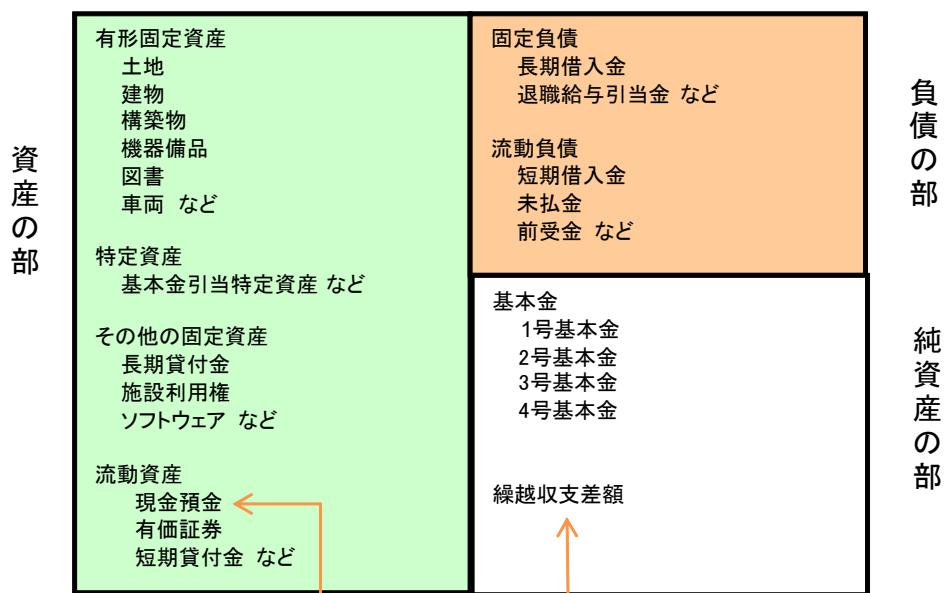 資産の部
有形固定資産
土地
建物
構築物
機器備品
図書
車両 など
特定資産
基本金引当特定資産 など
その他の固定資産
長期貸付金
施設利用権
ソフトウェア など
流動資産
現金預金
有価証券
短期貸付金 など
固定負債
長期借入金
退職給与引当金 など
流動負債
短期借入金
未払金
前受金 など
負債の部
基本金
1号基本金
2号基本金
3号基本金
4号基本金
繰越収支差額
純資産の部